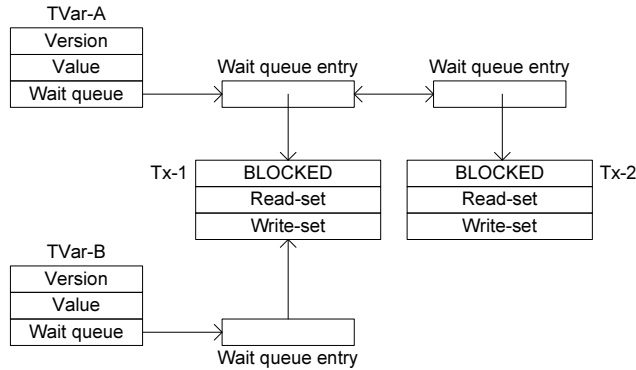 TVar-A
Version
Value
Wait queue
Wait queue entry
Wait queue entry
Tx-1
BLOCKED
Read-set
Write-set
BLOCKED
Read-set
Write-set
Tx-2
TVar-B
Version
Value
Wait queue
Wait queue entry